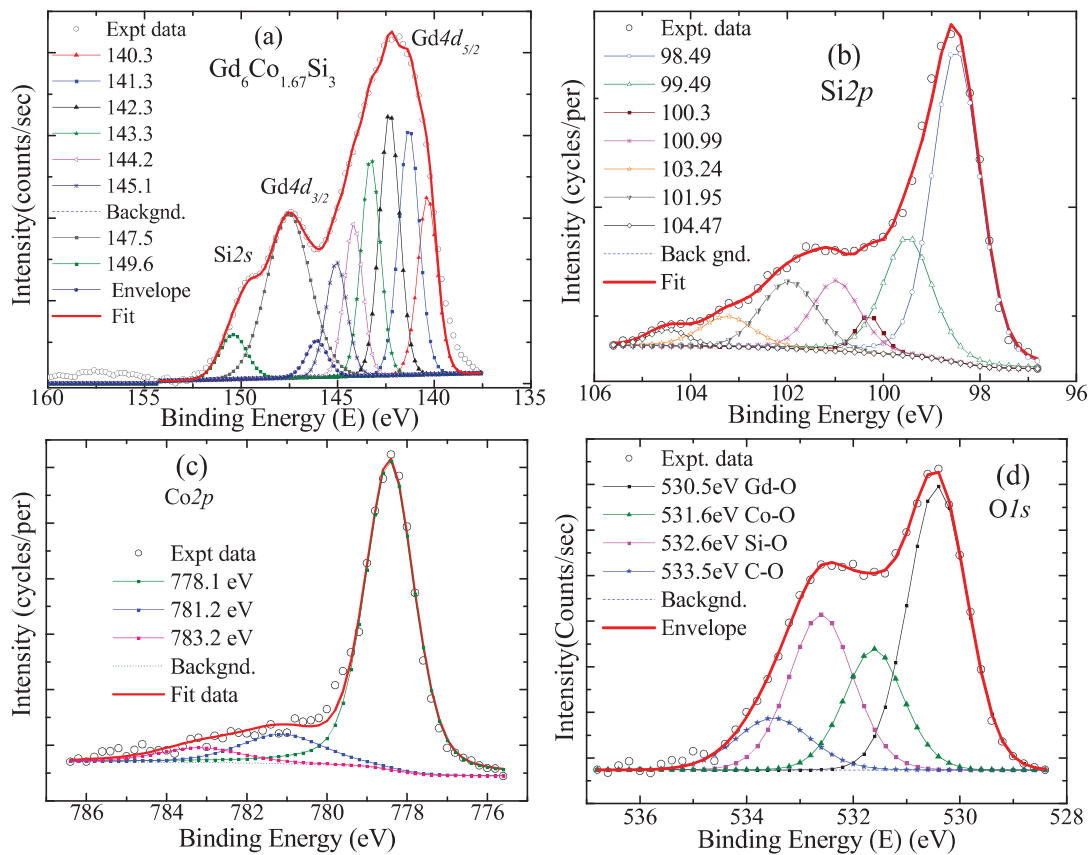 (a)
Gd6Co1.67Si3
Gd4d5/2
Gd4d3/2
Si2s
Expt data
140.3
141.3
142.3
143.3
144.2
145.1
Backgnd.
147.5
149.6
Envelope
Fit
Intensity(counts/sec)
160 155 150 145 140 135
Binding Energy (E) (eV)
(b)
Si2p
Expt. data
98.49
99.49
100.3
100.99
103.24
101.95
104.47
Back gnd.
Fit
Intensity (cycles/per)
106 104 102 100 98 96
Binding Energy (eV)
(c)
Co2p
Expt data
778.1 eV
781.2 eV
783.2 eV
Backgnd.
Fit data
Intensity (cycles/per)
786 784 782 780 778 776
Binding Energy (eV)
(d)
O1s
Expt. data
530.5eV Gd-O
531.6eV Co-O
532.6eV Si-O
533.5eV C-O
Backgnd.
Envelope
Intensity(Counts/sec)
536 534 532 530 528
Binding Energy (E) (eV)